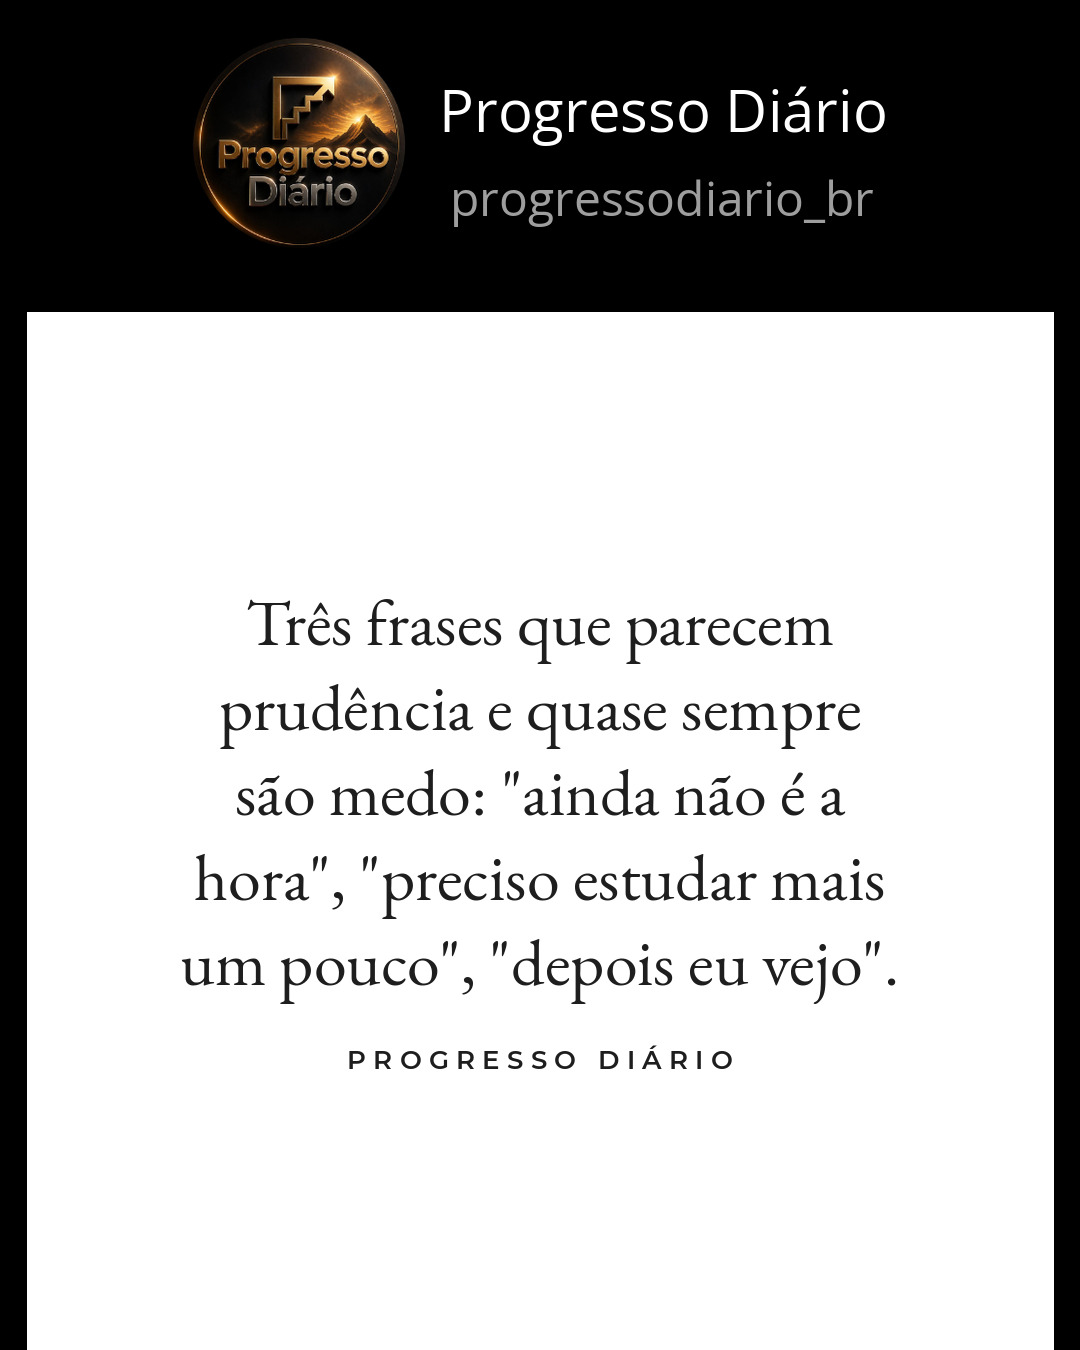 Progresso
Diário
Progresso Diário
progressodiario_br
Três frases que parecem
prudência e quase sempre
são medo: "ainda não é a
hora", "preciso estudar mais
um pouco", "depois eu vejo".
PROGRESSO DIÁRIO